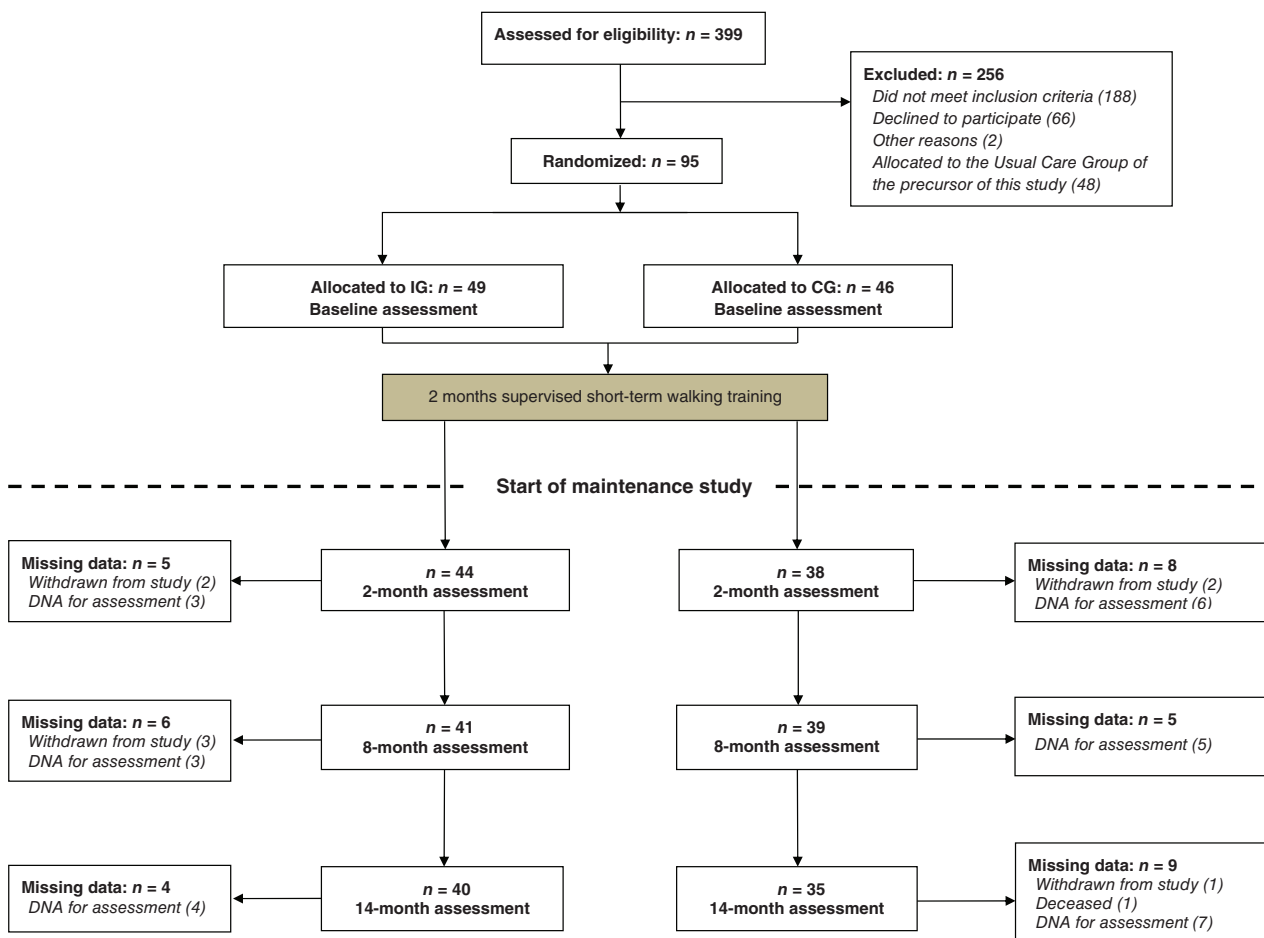 Assessed for eligibility: n = 399
Excluded: n = 256
Did not meet inclusion criteria (188)
Declined to participate (66)
Other reasons (2)
Allocated to the Usual Care Group of
the precursor of this study (48)
Randomized: n = 95
Allocated to IG: n = 49
Baseline assessment
Allocated to CG: n = 46
Baseline assessment
2 months supervised short-term walking training
Start of maintenance study
Missing data: n = 5
Withdrawn from study (2)
DNA for assessment (3)
n = 44
2-month assessment
n = 38
2-month assessment
Missing data: n = 8
Withdrawn from study (2)
DNA for assessment (6)
Missing data: n = 6
Withdrawn from study (3)
DNA for assessment (3)
n = 41
8-month assessment
n = 39
8-month assessment
Missing data: n = 5
DNA for assessment (5)
Missing data: n = 4
DNA for assessment (4)
n = 40
14-month assessment
n = 35
14-month assessment
Missing data: n = 9
Withdrawn from study (1)
Deceased (1)
DNA for assessment (7)